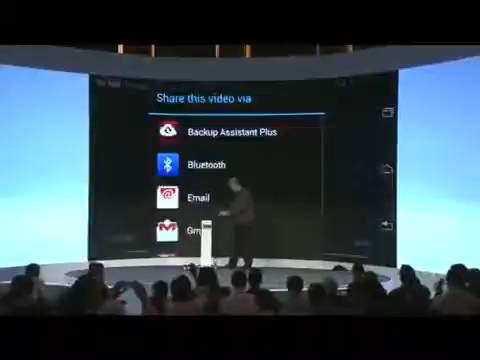 Share this video via
Backup Assistant Plus
Bluetooth
Email